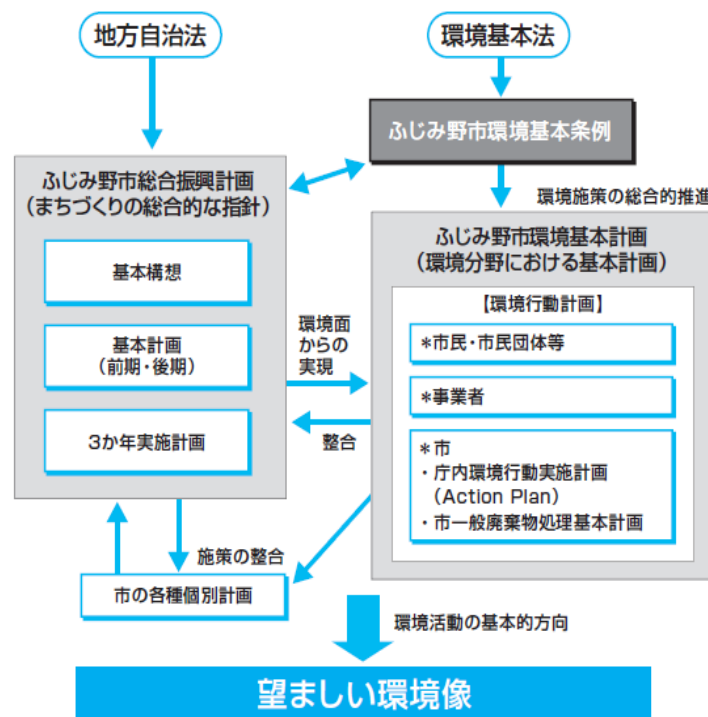 地方自治法
環境基本法
ふじみ野市環境基本条例
ふじみ野市総合振興計画
(まちづくりの総合的な指針)
基本構想
基本計画
(前期・後期)
3か年実施計画
環境施策の総合的推進
ふじみ野市環境基本計画
(環境分野における基本計画)
【環境行動計画】
*市民・市民団体等
*事業者
*市
・庁内環境行動実施計画
(Action Plan)
・市一般廃棄物処理基本計画
環境面
からの
実現
整合
施策の整合
市の各種個別計画
環境活動の基本的方向
望ましい環境像